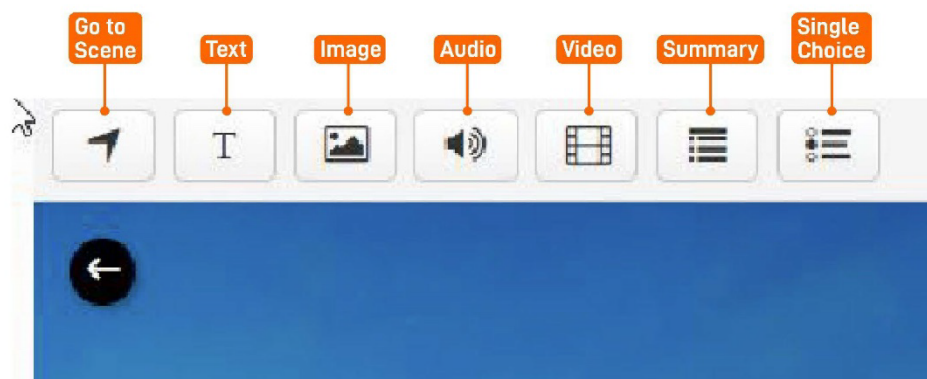 Go to
Scene
Text
Image
Audio
Video
Summary
Single
Choice
T